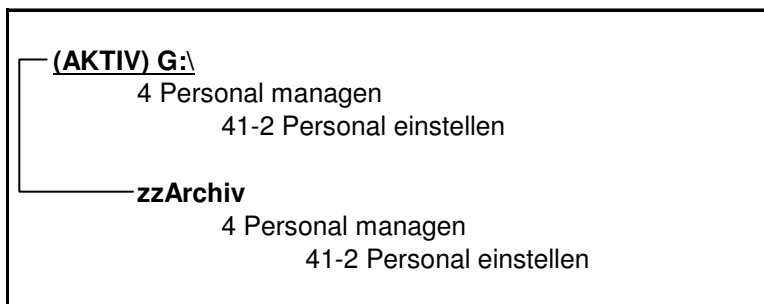 (AKTIV) G:\
4 Personal managen
41-2 Personal einstellen
zzArchiv
4 Personal managen
41-2 Personal einstellen